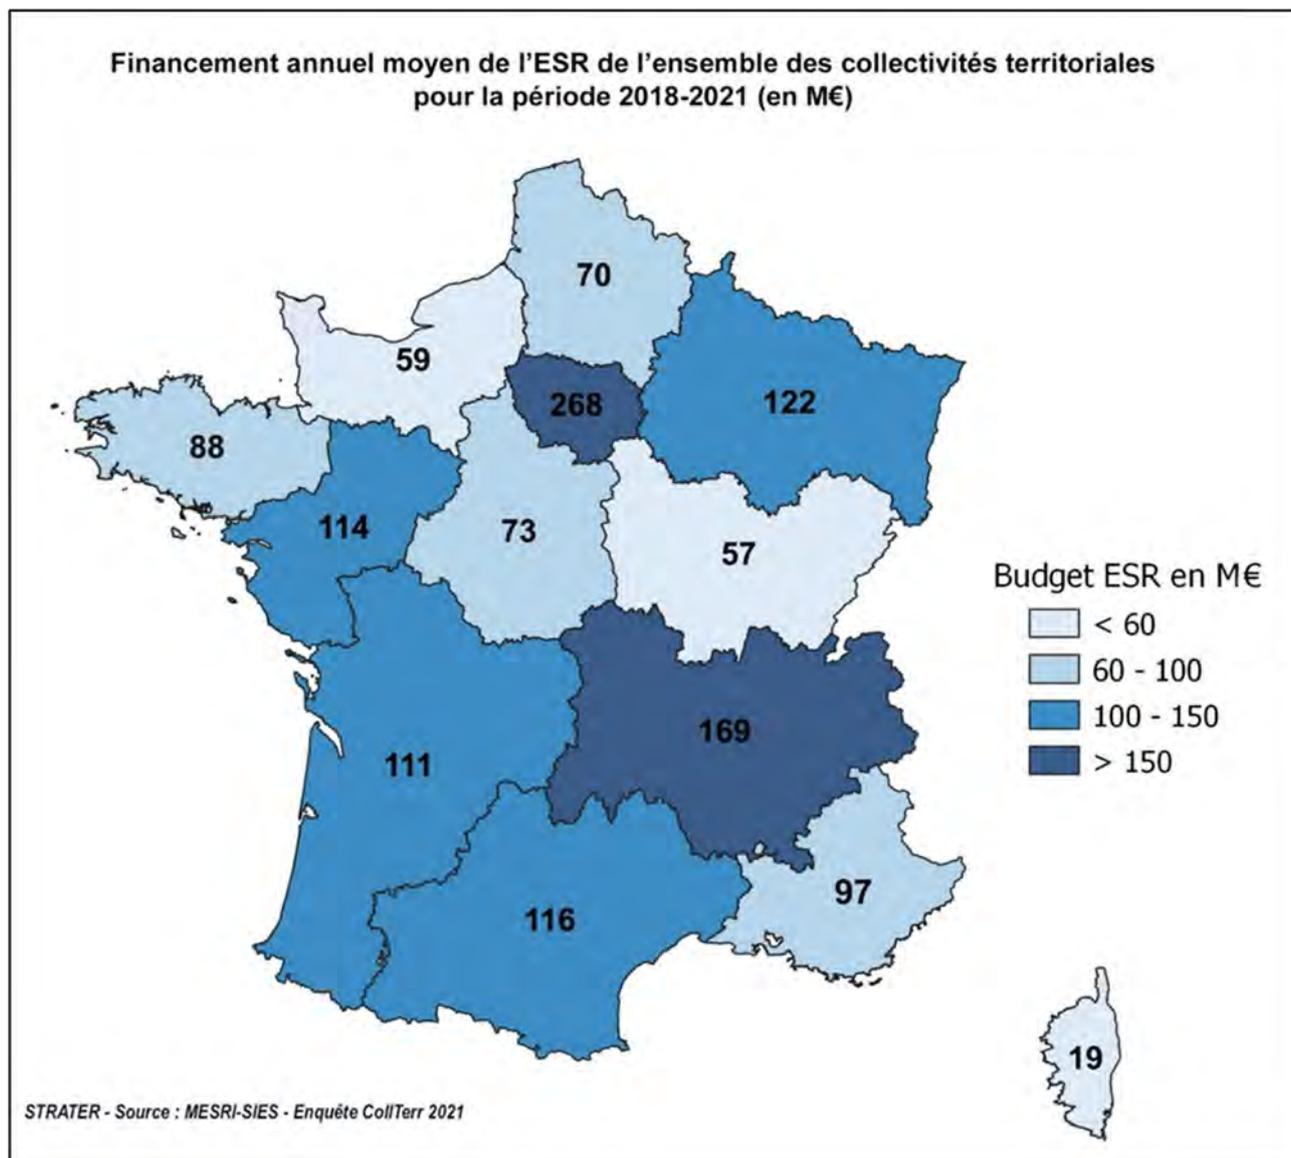 Financement annuel moyen de l'ESR de l'ensemble des collectivités territoriales
pour la période 2018-2021 (en M€)
70
59
268
122
88
114
73
57
169
111
97
116
19
Budget ESR en M€
< 60
60 - 100
100 - 150
> 150
STRATER - Source : MESRI-SIES - Enquête CollTerr 2021